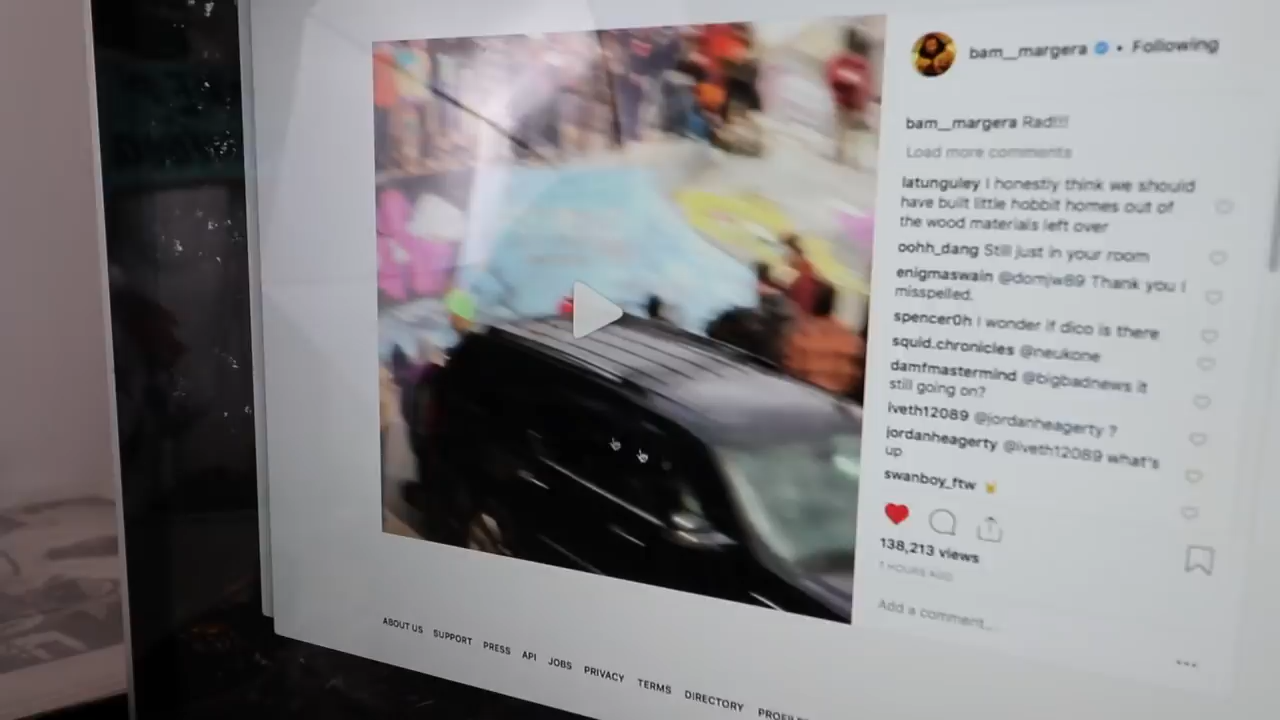 bam__margera • Following
bam__margera Rad!!!
Load more comments
latunguley I honestly think we should
have built little hobbit homes out of
the wood materials left over
oohh_dang Still just in your room
enigmaswain @domjw89 Thank you I
misspelled.
spencer0h I wonder if dico is there
squid.chronicles @neukone
damfmastermind @bigbadnews it
still going on?
iveth12089 @jordanheagerty ?
jordanheagerty @iveth12089 what's
up
swanboy_ftw
138,213 views
7 HOURS AGO
Add a comment...
ABOUT US SUPPORT PRESS API JOBS PRIVACY TERMS DIRECTORY PROFILE